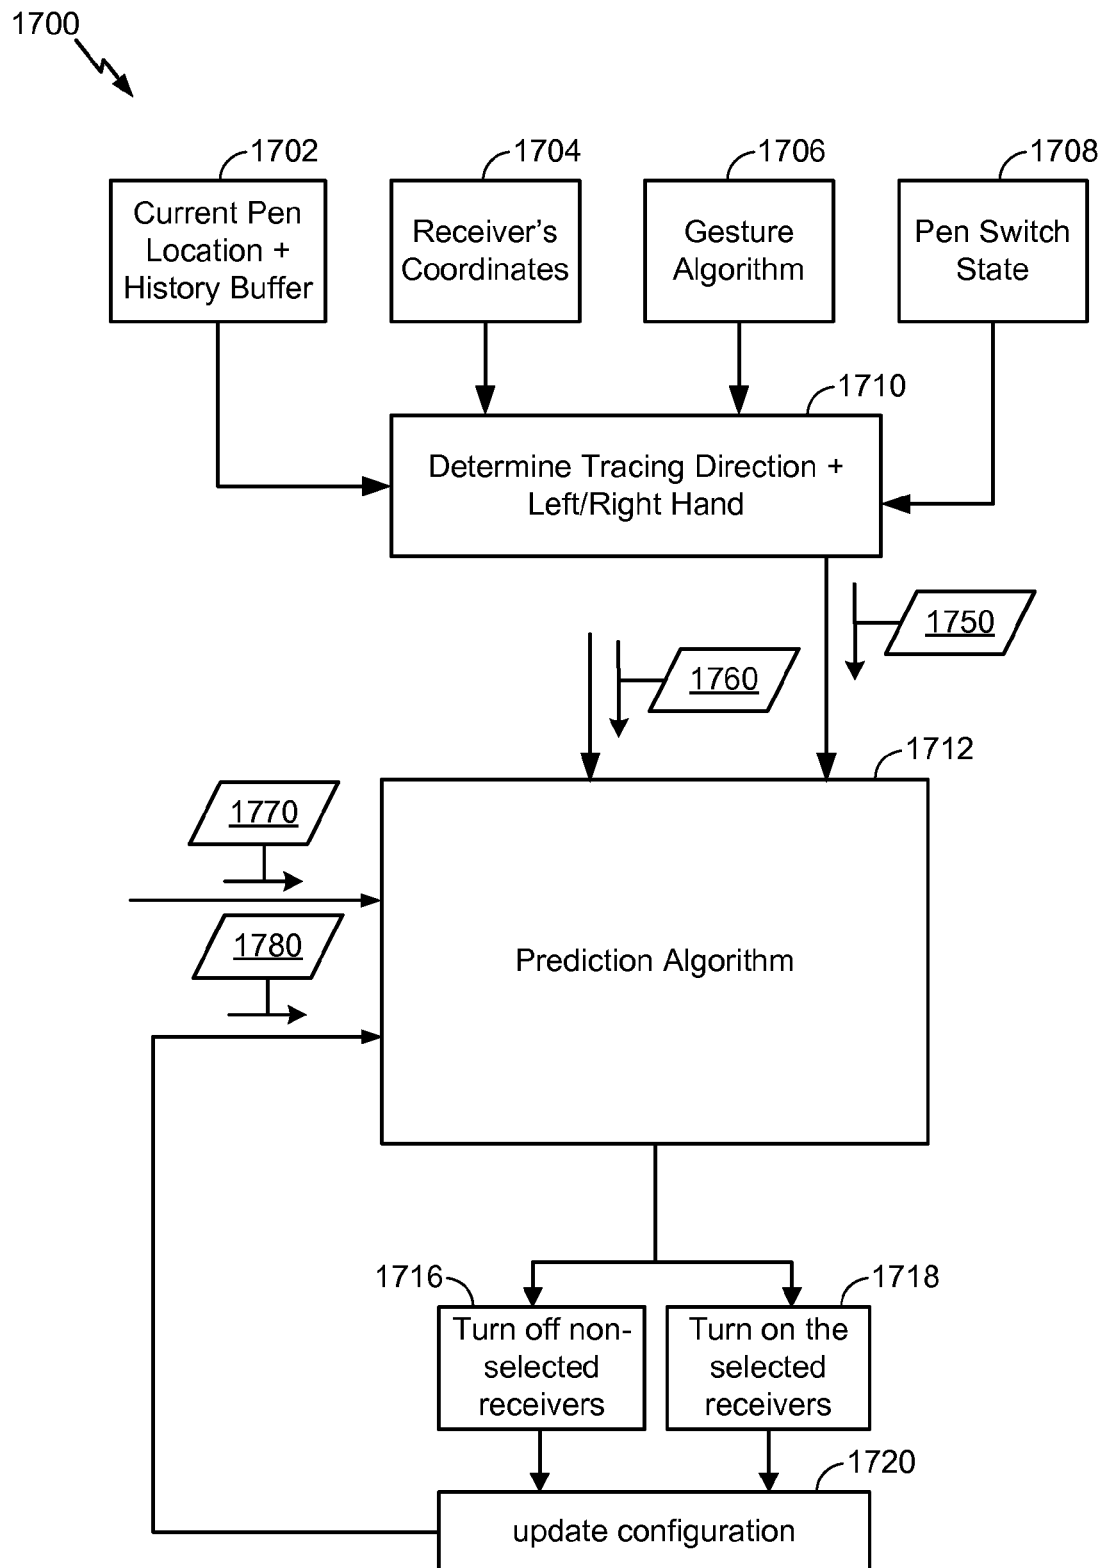 1700
1702
1704
1706
1708
Current Pen
Location +
History Buffer
Receiver's
Coordinates
Gesture
Algorithm
Pen Switch
State
1710
Determine Tracing Direction +
Left/Right Hand
1750
1760
1712
1770
1780
Prediction Algorithm
1716
1718
Turn off non-
selected
receivers
Turn on the
selected
receivers
1720
update configuration